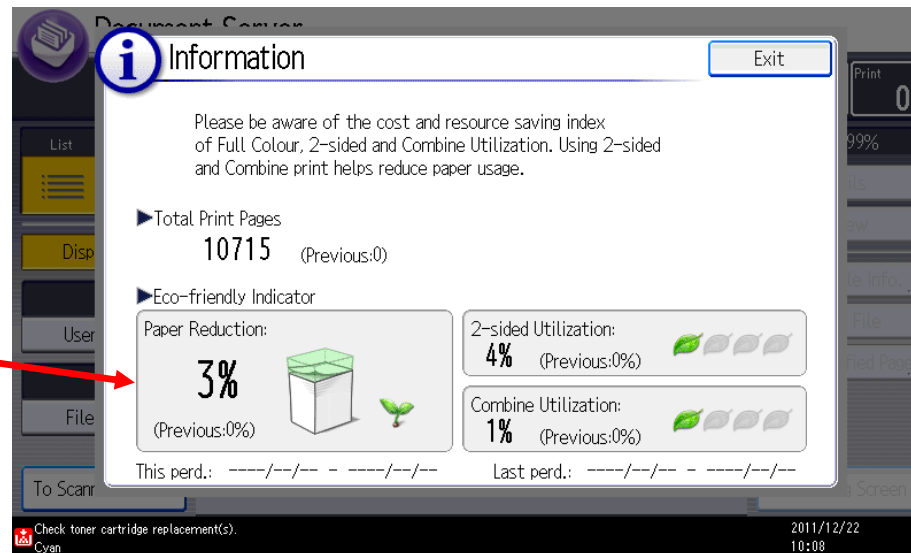 Document Server
Information
Exit
Print
0
Please be aware of the cost and resource saving index
of Full Colour, 2-sided and Combine Utilization. Using 2-sided
and Combine print helps reduce paper usage.
List
99%
▶Total Print Pages
10715 (Previous:0)
Disp
▶Eco-friendly Indicator
le Info.
User
Paper Reduction:
3%
(Previous:0%)
2-sided Utilization:
4% (Previous:0%)
File
File
Combine Utilization:
1% (Previous:0%)
This perd.: ----/--/-- - ----/--/--
Last perd.: ----/--/-- - ----/--/--
To Scann
Screen
Check toner cartridge replacement(s).
Cyan
2011/12/22
10:08